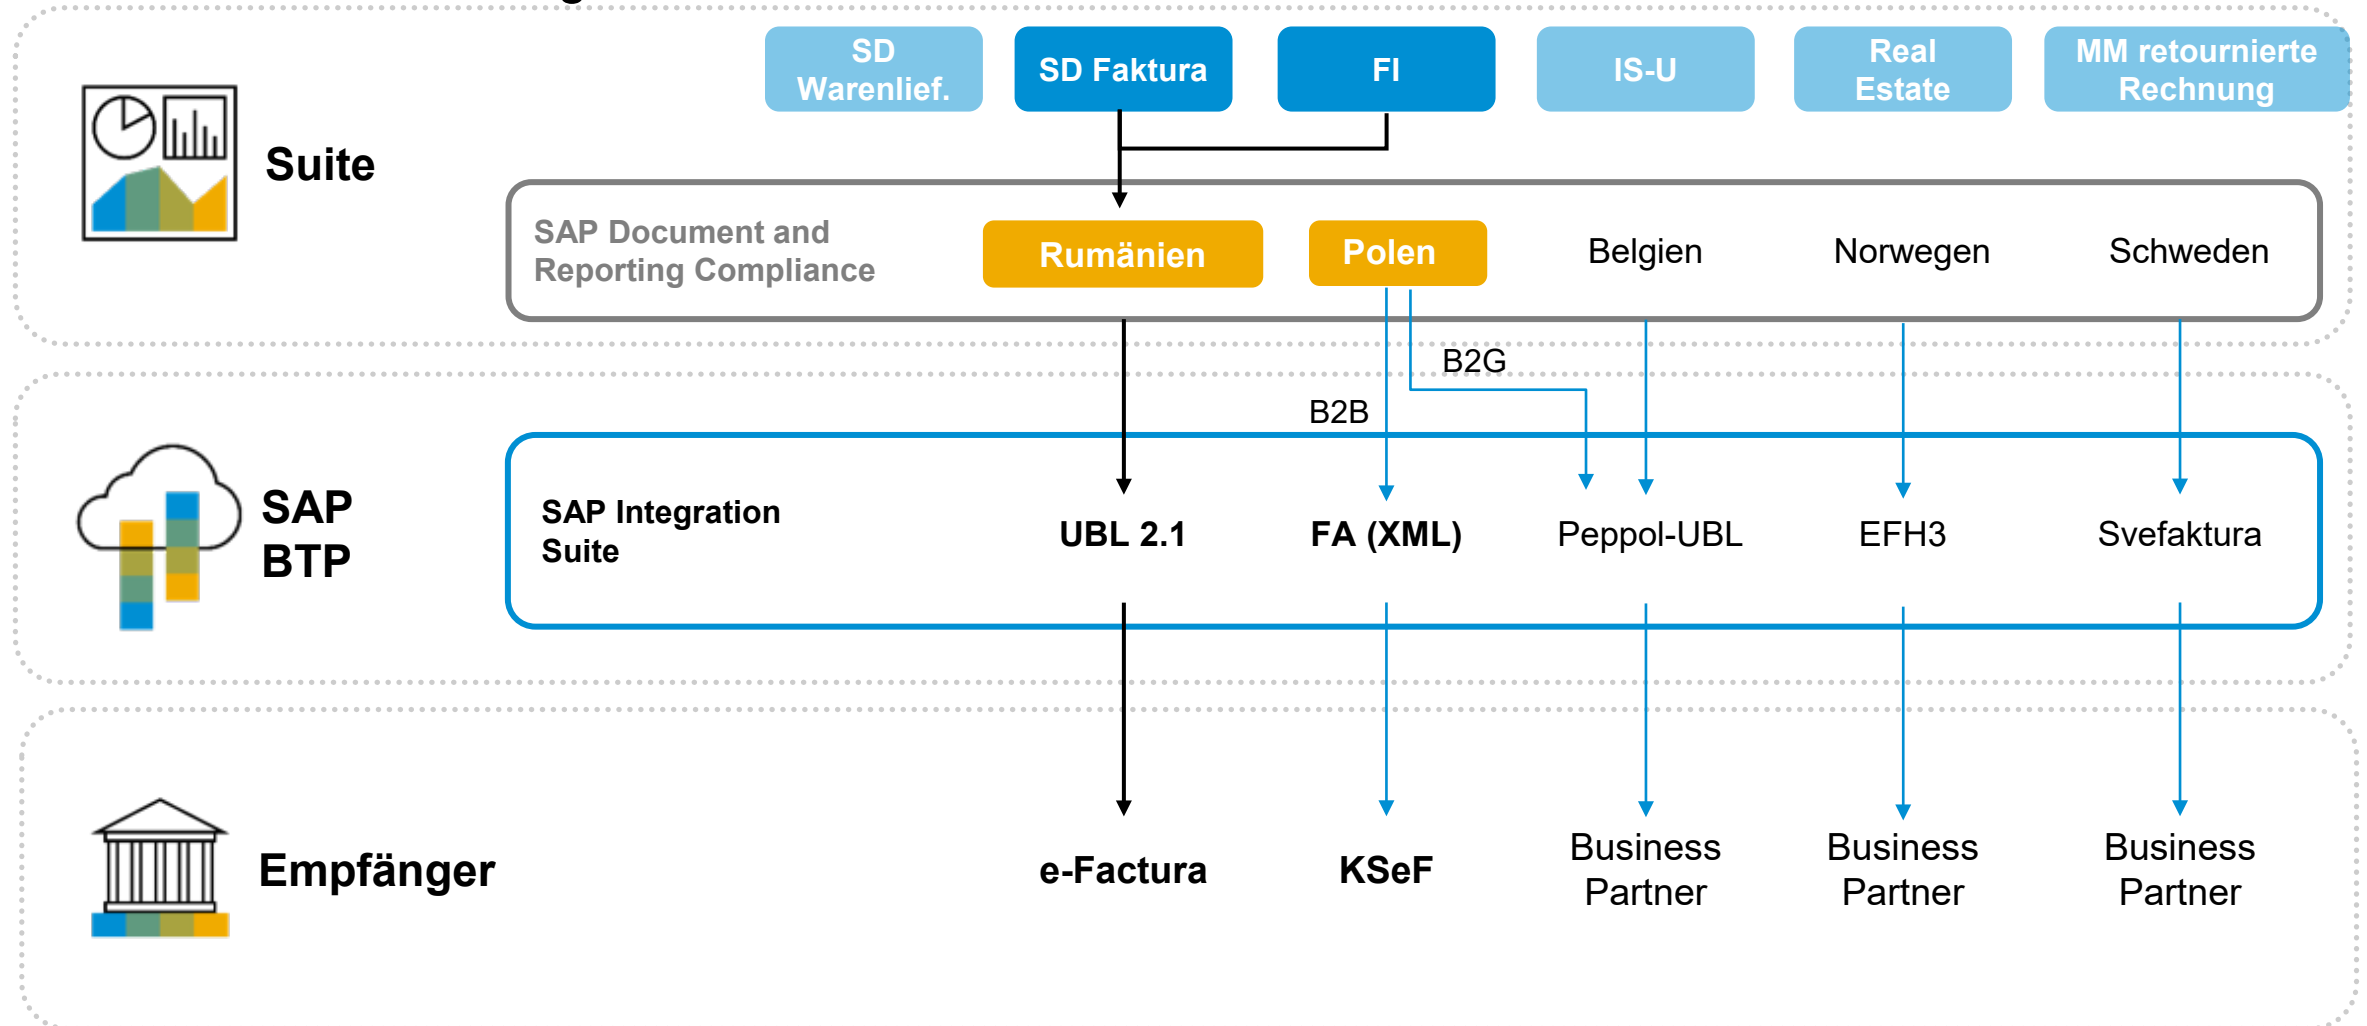 SD
Warenlief.
SD Faktura
FI
IS-U
Real
Estate
MM retournierte
Rechnung
Suite
SAP Document and
Reporting Compliance
Rumänien
Polen
Belgien
Norwegen
Schweden
B2G
B2B
SAP
BTP
SAP Integration
Suite
UBL 2.1
FA (XML)
Peppol-UBL
EFH3
Svefaktura
Empfänger
e-Factura
KSeF
Business
Partner
Business
Partner
Business
Partner